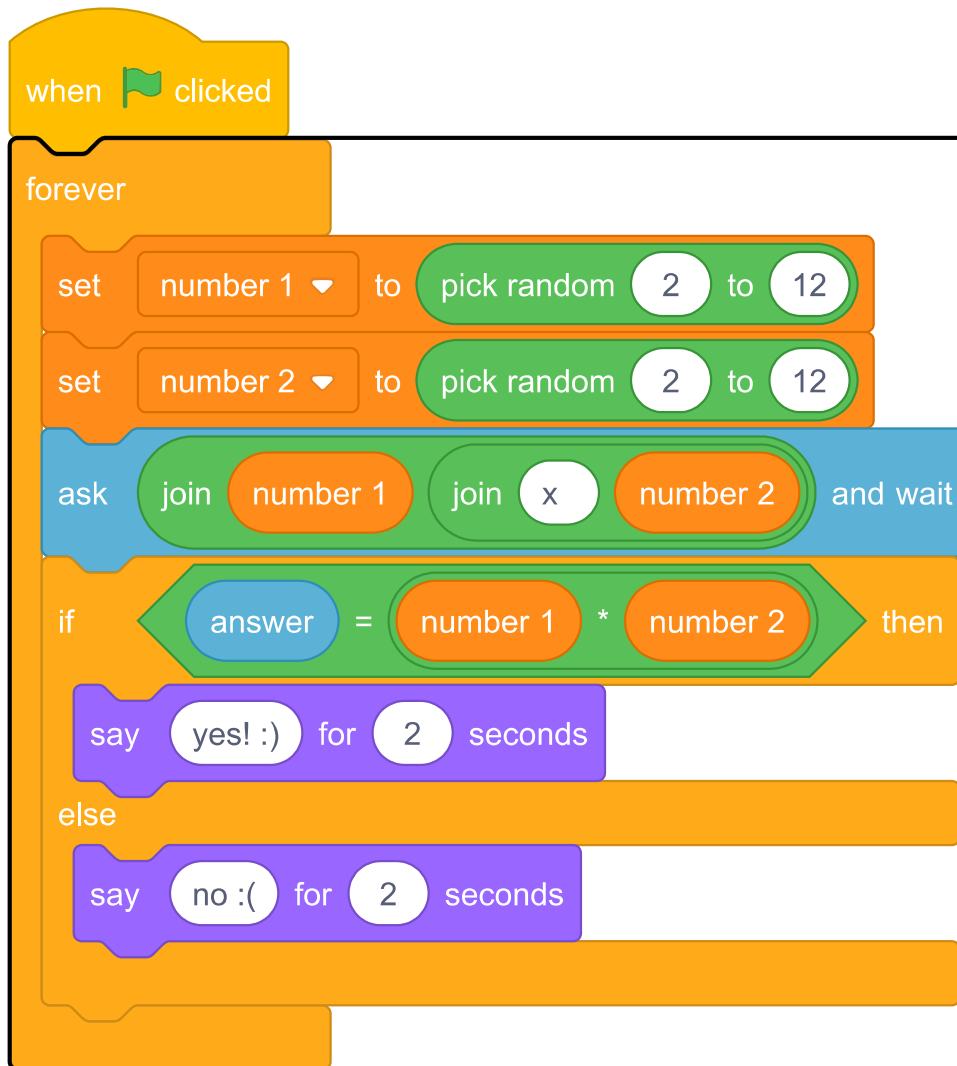 when clicked
forever
set number 1 to pick random 2 to 12
set number 2 to pick random 2 to 12
ask join number 1 join x number 2 and wait
if answer = number 1 * number 2 then
say yes! :) for 2 seconds
else
say no :( for 2 seconds